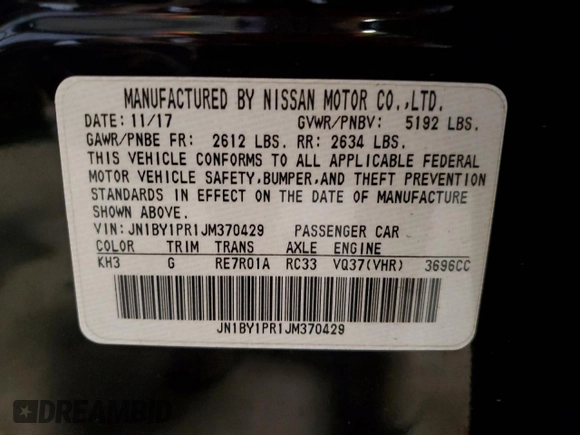 MANUFACTURED BY NISSAN MOTOR CO.,LTD.
DATE: 11/17 GVWR/PNBV: 5192 LBS.
GAWR/PNBE FR: 2612 LBS. RR: 2634 LBS.
THIS VEHICLE CONFORMS TO ALL APPLICABLE FEDERAL
MOTOR VEHICLE SAFETY,BUMPER,AND THEFT PREVENTION
STANDARDS IN EFFECT ON THE DATE OF MANUFACTURE
SHOWN ABOVE.
VIN:JN1BY1PR1JM370429 PASSENGER CAR
COLOR TRIM TRANS AXLE ENGINE
KH3 G RE7R01A RC33 VQ37(VHR) 3696CC
JN1BY1PR1JM370429
DREAMBID